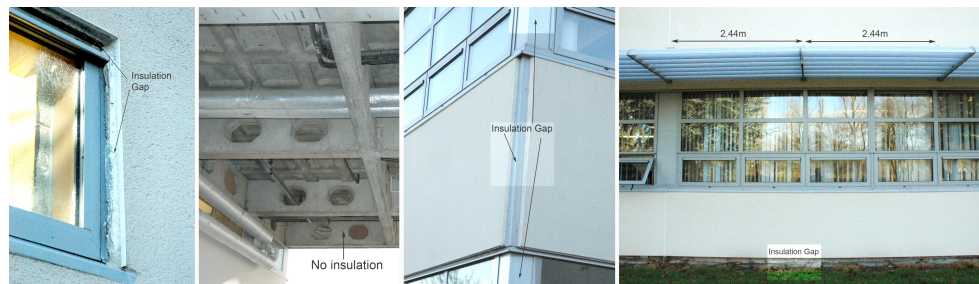 Insulation
Gap
No insulation
Insulation Gap
2.44m
2.44m
Insulation Gap